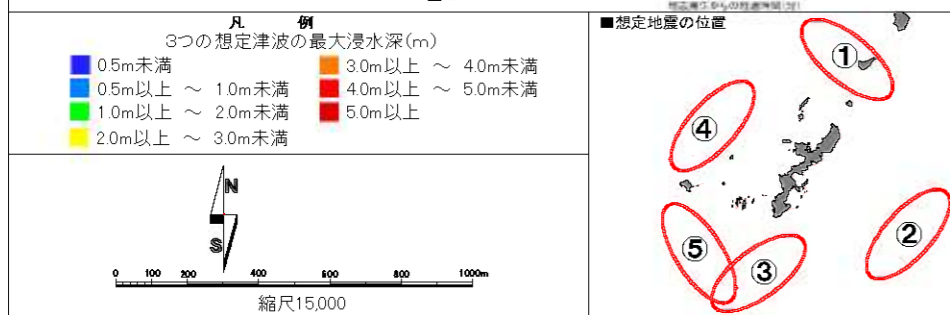 凡 例
3つの想定津波の最大浸水深(m)
0.5m未満
0.5m以上 ～ 1.0m未満
1.0m以上 ～ 2.0m未満
2.0m以上 ～ 3.0m未満
3.0m以上 ～ 4.0m未満
4.0m以上 ～ 5.0m未満
5.0m以上
N
S
0 100 200 400 600 800 1000m
縮尺15,000
■想定地震の位置
①
④
②
⑤
③